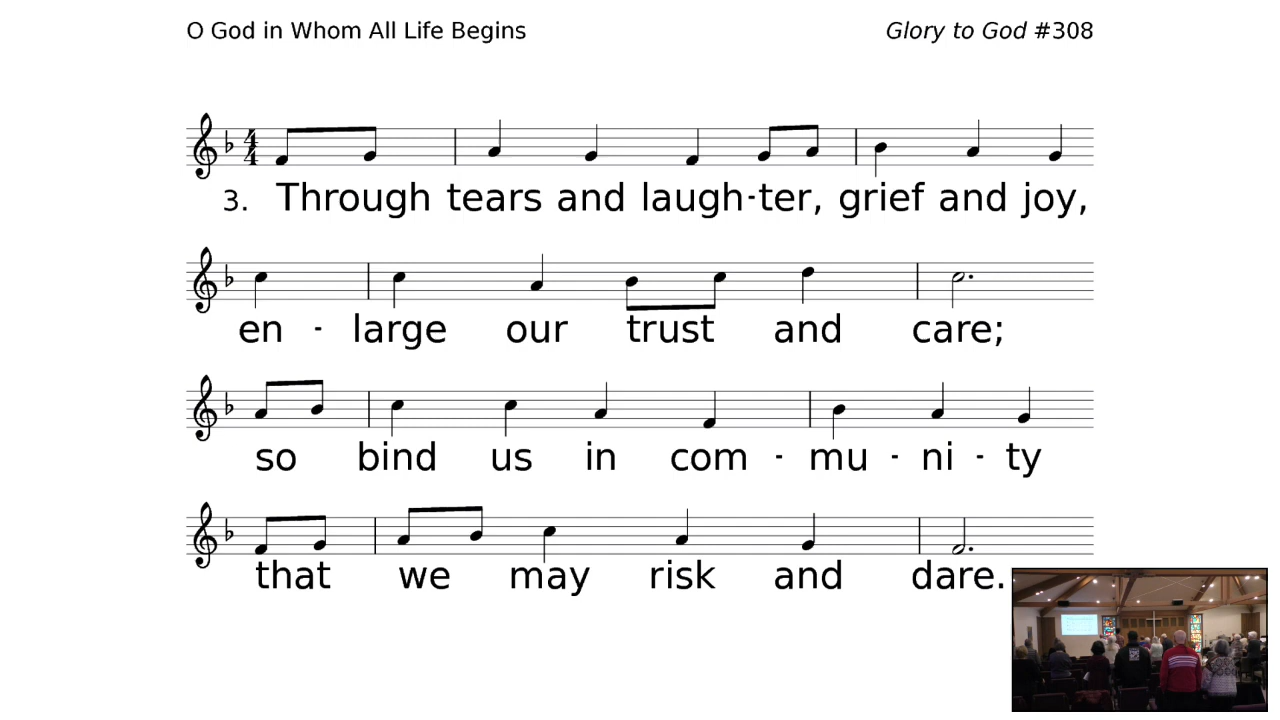 O God in Whom All Life Begins Glory to God #308
3. Through tears and laugh-ter, grief and joy,
en - large our trust and care;
so bind us in com - mu - ni - ty
that we may risk and dare.